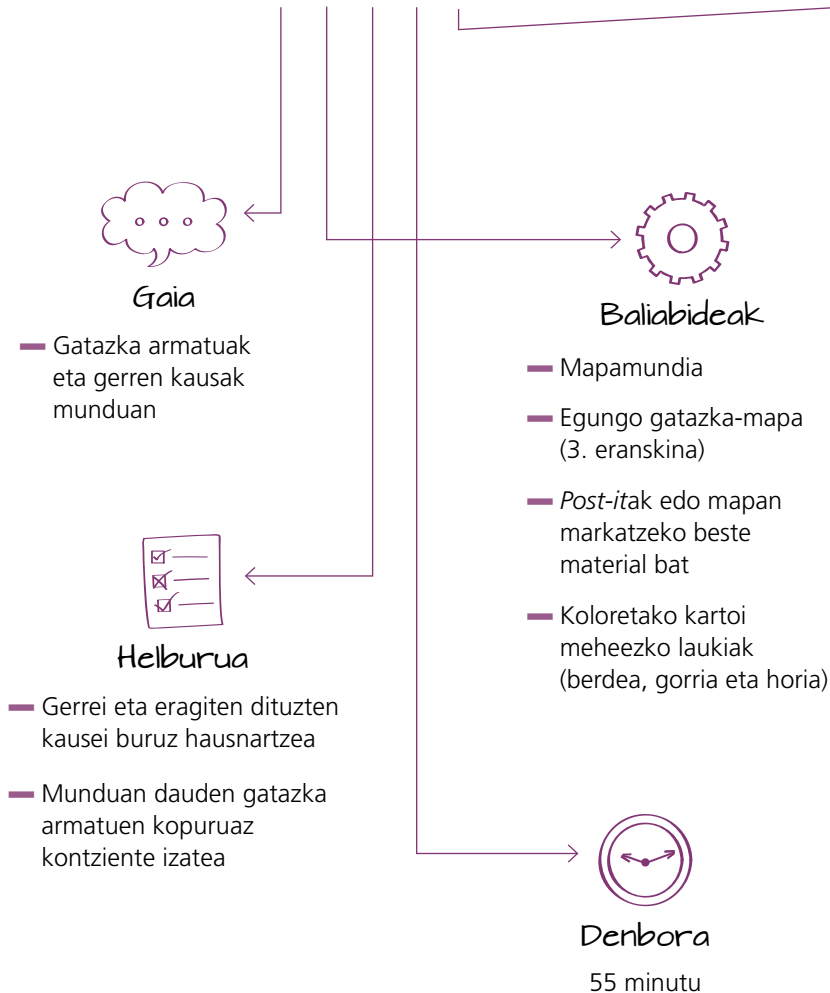 Gaia
Gatazka armatuak
eta gerren kausak
munduan
Helburua
Gerrei eta eragiten dituzten
kausei buruz hausnartzea
Munduan dauden gatazka
armatuen kopuruaz
kontziente izatea
Baliabideak
Mapamundia
Egungo gatazka-mapa
(3. eranskina)
Post-itak edo mapan
markatzeko beste
material bat
Koloretako kartoi
meheezko laukiak
(berdea, gorria eta horia)
Denbora
55 minutu